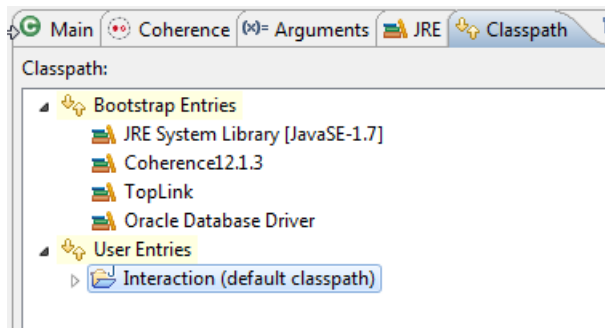 Main Coherence (x)= Arguments JRE Classpath
Classpath:
Bootstrap Entries
JRE System Library [JavaSE-1.7]
Coherence12.1.3
TopLink
Oracle Database Driver
User Entries
Interaction (default classpath)